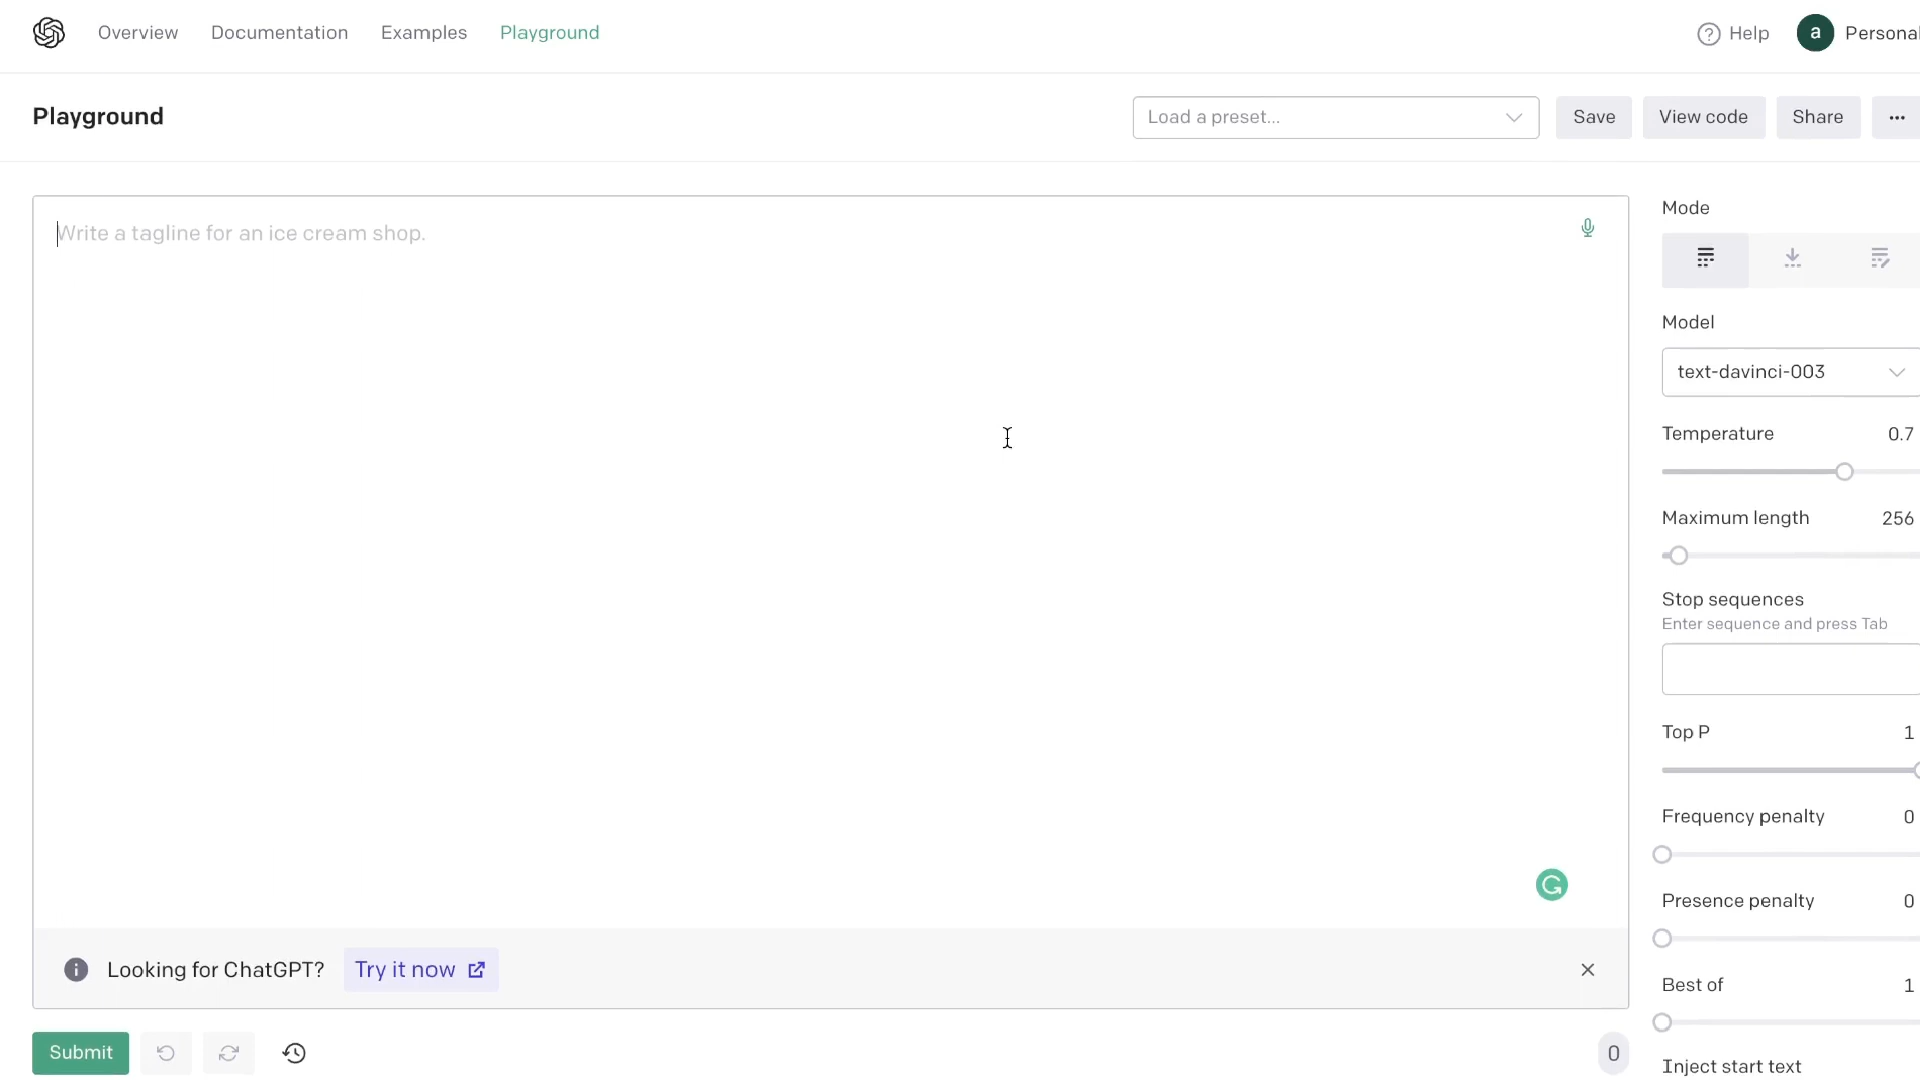 Overview Documentation Examples Playground
? Help a Personal
Playground
Load a preset... Save View code Share ...
Write a tagline for an ice cream shop.
Mode
Model
text-davinci-003
Temperature 0.7
Maximum length 256
Stop sequences
Enter sequence and press Tab
Top P 1
Frequency penalty 0
Presence penalty 0
Best of 1
Inject start text
Looking for ChatGPT? Try it now
Submit
0